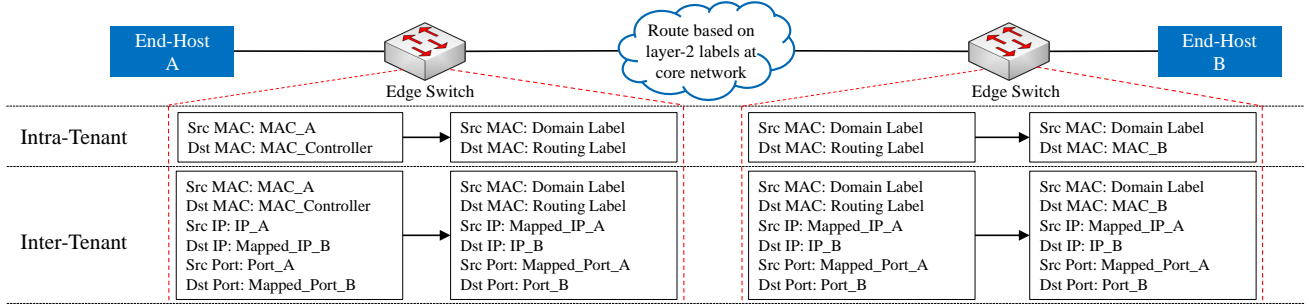 End-Host
A
Route based on
layer-2 labels at
core network
End-Host
B
Edge Switch
Edge Switch
Intra-Tenant
Src MAC: MAC_A
Dst MAC: MAC_Controller
Src MAC: Domain Label
Dst MAC: Routing Label
Src MAC: Domain Label
Dst MAC: Routing Label
Src MAC: Domain Label
Dst MAC: MAC_B
Inter-Tenant
Src MAC: MAC_A
Dst MAC: MAC_Controller
Src IP: IP_A
Dst IP: Mapped_IP_B
Src Port: Port_A
Dst Port: Mapped_Port_B
Src MAC: Domain Label
Dst MAC: Routing Label
Src IP: Mapped_IP_A
Dst IP: IP_B
Src Port: Mapped_Port_A
Dst Port: Port_B
Src MAC: Domain Label
Dst MAC: Routing Label
Src IP: Mapped_IP_A
Dst IP: IP_B
Src Port: Mapped_Port_A
Dst Port: Port_B
Src MAC: Domain Label
Dst MAC: MAC_B
Src IP: Mapped_IP_A
Dst IP: IP_B
Src Port: Mapped_Port_A
Dst Port: Port_B